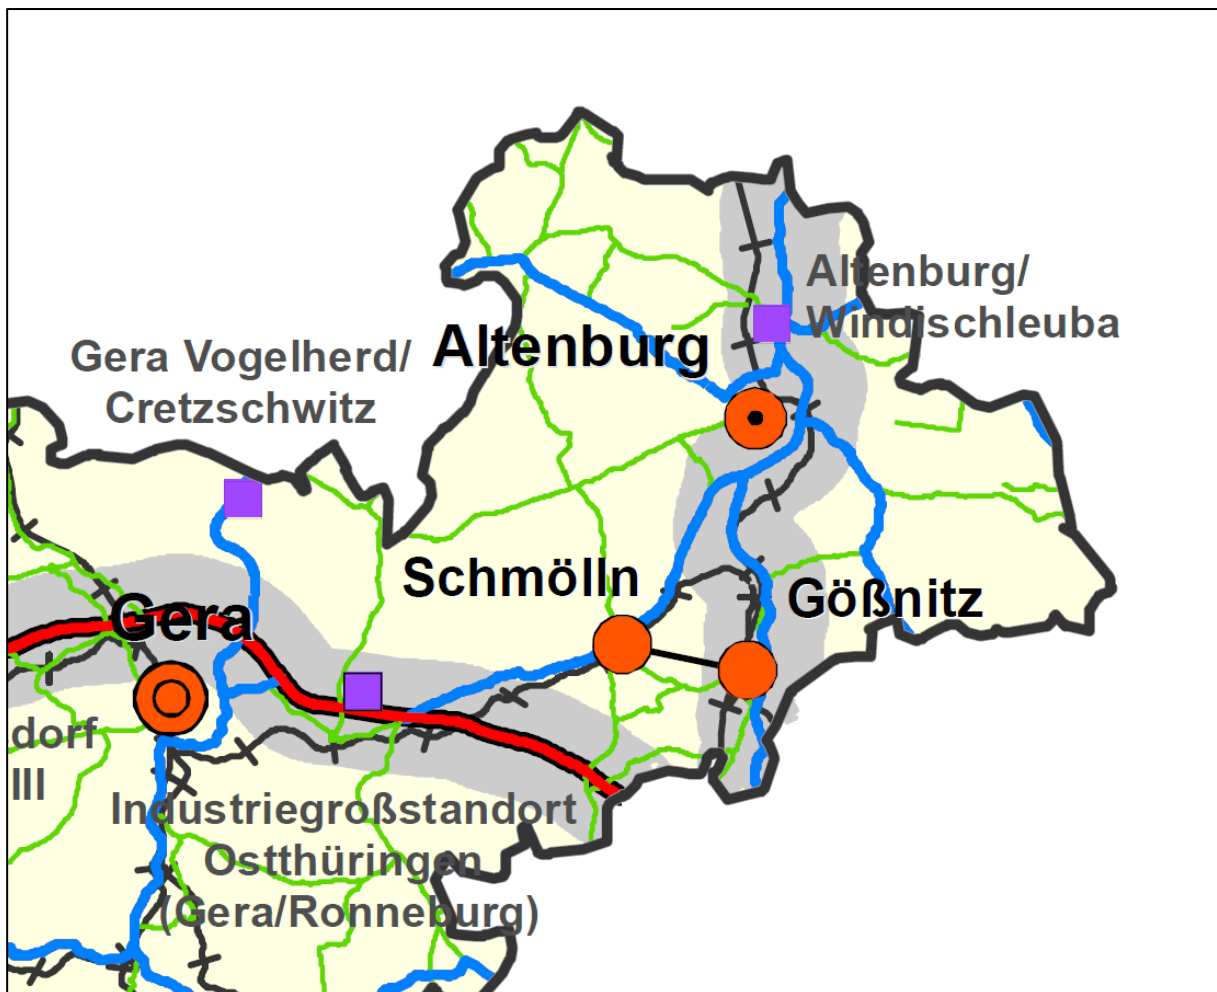 Altenburg/
Windischleuba
Altenburg
Gera Vogelherd/
Cretzschwitz
Schmölln
Gößnitz
Gera
dorf
III
Industriegroßstandort
Ostthüringen
(Gera/Ronneburg)